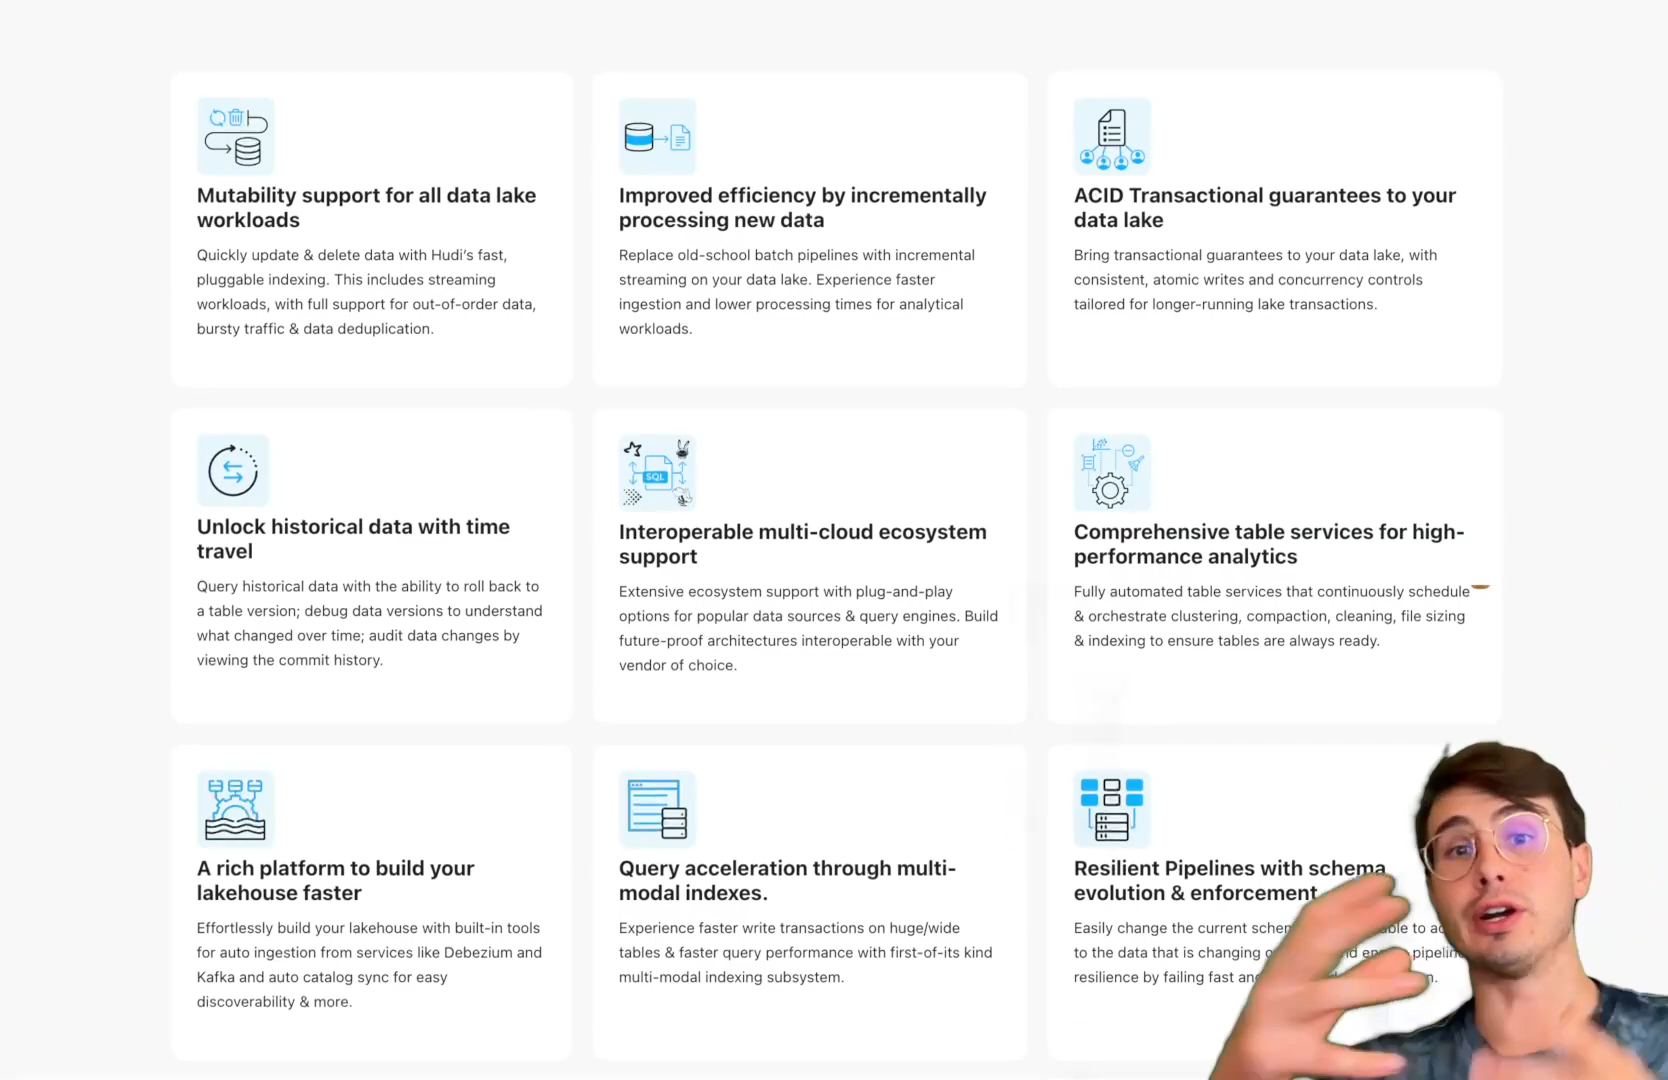 Mutability support for all data lake
workloads
Quickly update & delete data with Hudi's fast,
pluggable indexing. This includes streaming
workloads, with full support for out-of-order data,
bursty traffic & data deduplication.
Improved efficiency by incrementally
processing new data
Replace old-school batch pipelines with incremental
streaming on your data lake. Experience faster
ingestion and lower processing times for analytical
workloads.
ACID Transactional guarantees to your
data lake
Bring transactional guarantees to your data lake, with
consistent, atomic writes and concurrency controls
tailored for longer-running lake transactions.
Unlock historical data with time
travel
Query historical data with the ability to roll back to
a table version; debug data versions to understand
what changed over time; audit data changes by
viewing the commit history.
SQL
Interoperable multi-cloud ecosystem
support
Extensive ecosystem support with plug-and-play
options for popular data sources & query engines. Build
future-proof architectures interoperable with your
vendor of choice.
Comprehensive table services for high-
performance analytics
Fully automated table services that continuously schedule
& orchestrate clustering, compaction, cleaning, file sizing
& indexing to ensure tables are always ready.
A rich platform to build your
lakehouse faster
Effortlessly build your lakehouse with built-in tools
for auto ingestion from services like Debezium and
Kafka and auto catalog sync for easy
discoverability & more.
Query acceleration through multi-
modal indexes.
Experience faster write transactions on huge/wide
tables & faster query performance with first-of-its kind
multi-modal indexing subsystem.
Resilient Pipelines with schema
evolution & enforcement
Easily change the current to
to the data that is changing
resilience by failing fast